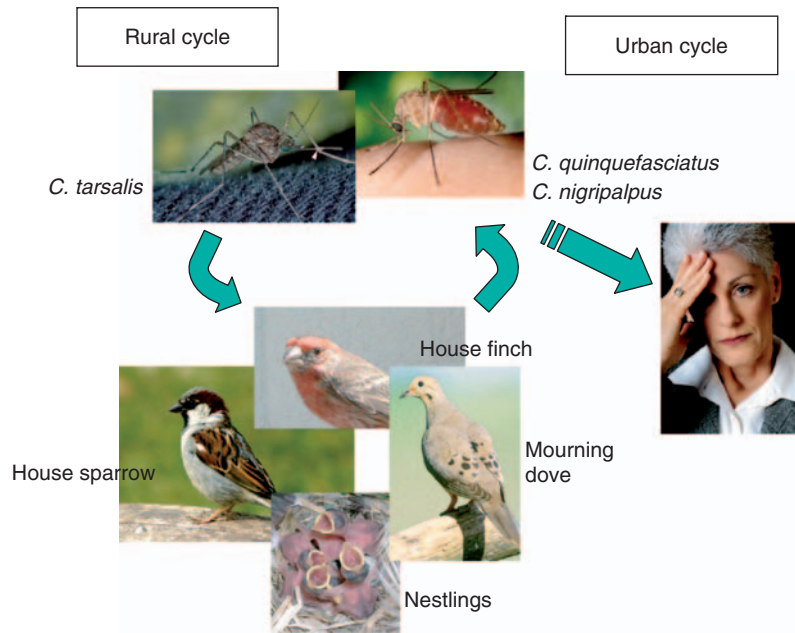 Rural cycle
Urban cycle
C. tarsalis
C. quinquefasciatus
C. nigripalpus
House finch
House sparrow
Mourning
dove
Nestlings